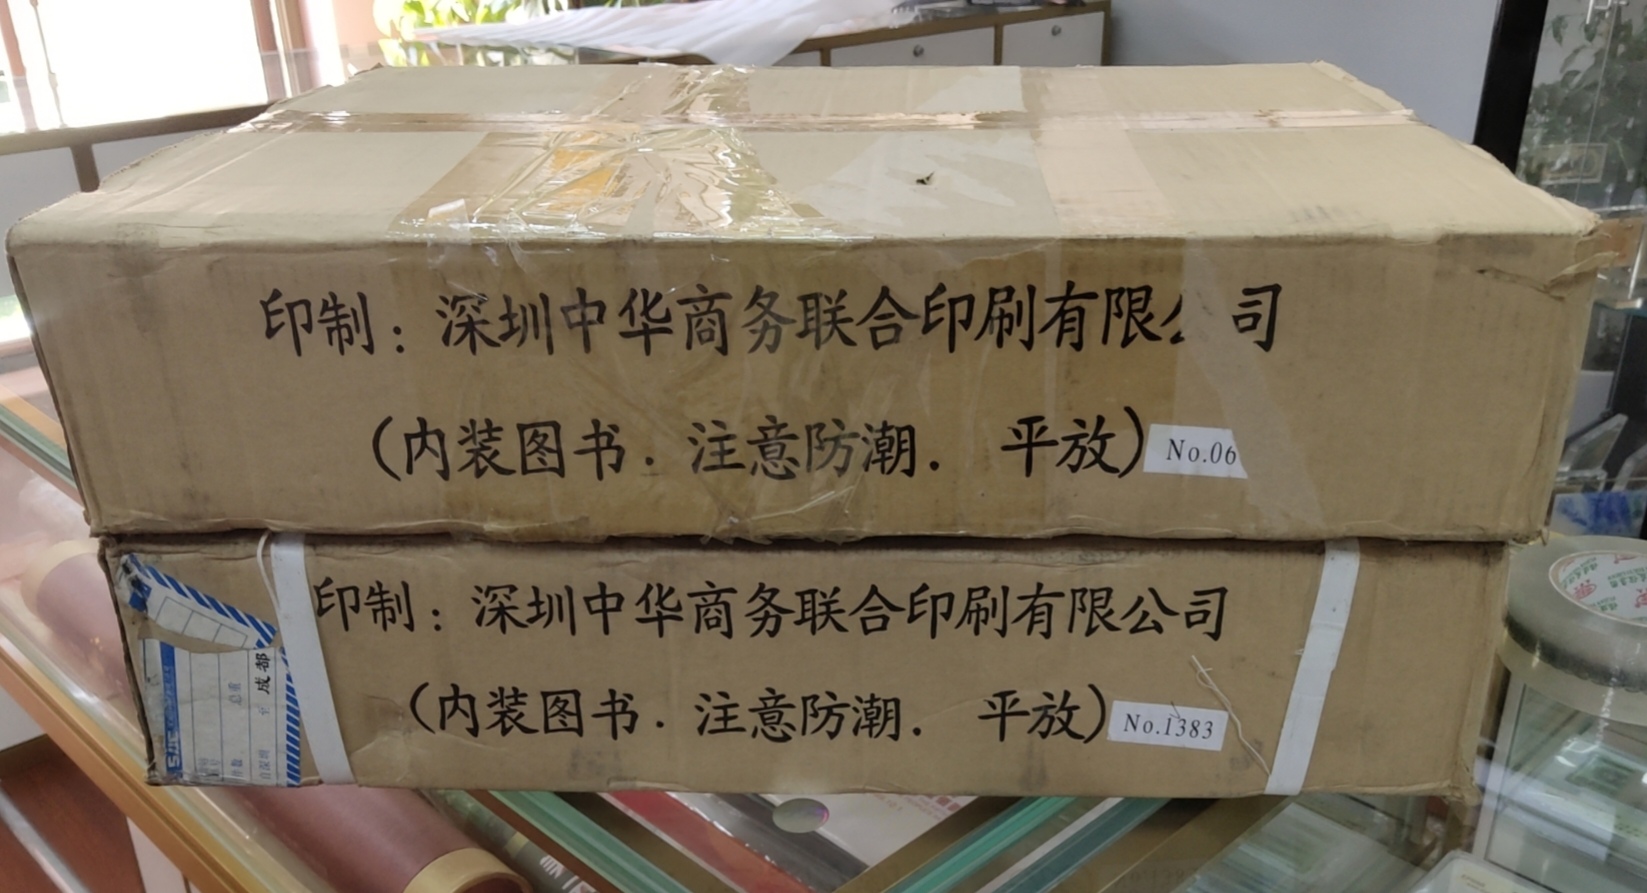 印制：深圳中华商务联合印刷有限 司
（内装图书．注意防潮． 平放）
No.06
印制：深圳中华商务联合印刷有限公司
（内装图书．注意防潮． 平放）
No.1383
成都